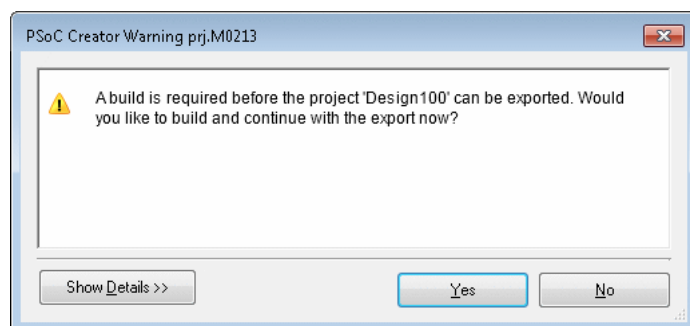 PSoC Creator Warning prj.M0213
A build is required before the project 'Design100' can be exported. Would
you like to build and continue with the export now?
Show Details >>
Yes
No